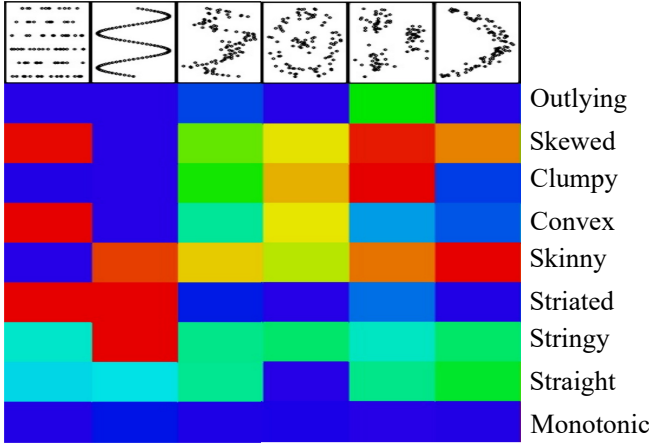 Outlying
Skewed
Clumpy
Convex
Skinny
Striated
Stringy
Straight
Monotonic